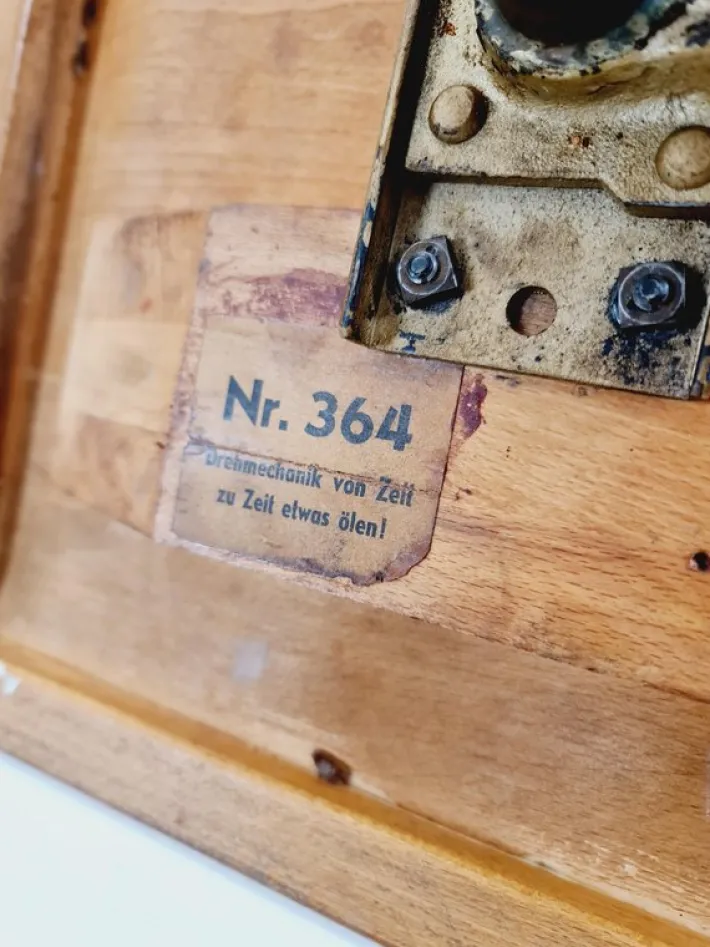 Nr. 364
Drehmechanik von Zeit
zu Zeit etwas ölen!
H